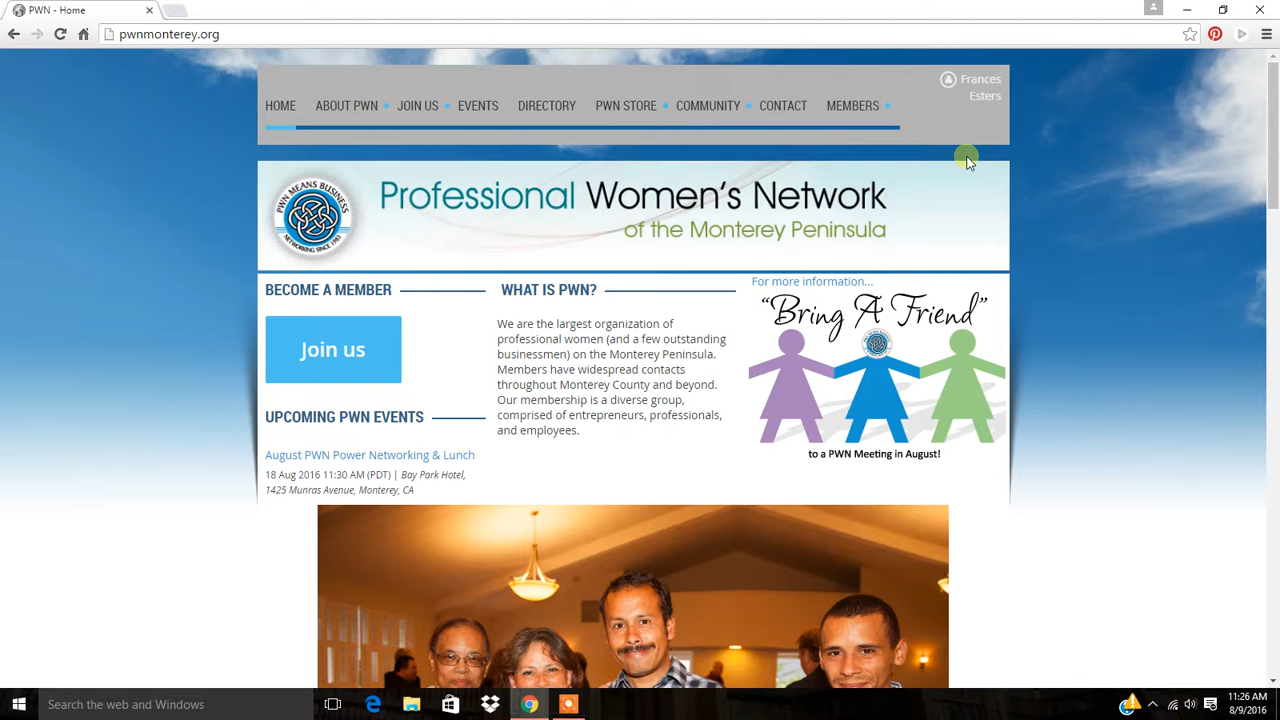 PWN - Home
pwnmonterey.org
Frances
Esters
HOME ABOUT PWN JOIN US EVENTS DIRECTORY PWN STORE COMMUNITY CONTACT MEMBERS
PWN MEANS BUSINESS
NETWORKING SINCE 1983
Professional Women's Network
of the Monterey Peninsula
BECOME A MEMBER
Join us
UPCOMING PWN EVENTS
August PWN Power Networking & Lunch
18 Aug 2016 11:30 AM (PDT) | Bay Park Hotel,
1425 Munras Avenue, Monterey, CA
WHAT IS PWN?
We are the largest organization of
professional women (and a few outstanding
businessmen) on the Monterey Peninsula.
Members have widespread contacts
throughout Monterey County and beyond.
Our membership is a diverse group,
comprised of entrepreneurs, professionals,
and employees.
For more information...
“Bring A Friend”
to a PWN Meeting in August!
Search the web and Windows
11:26 AM
8/9/2016